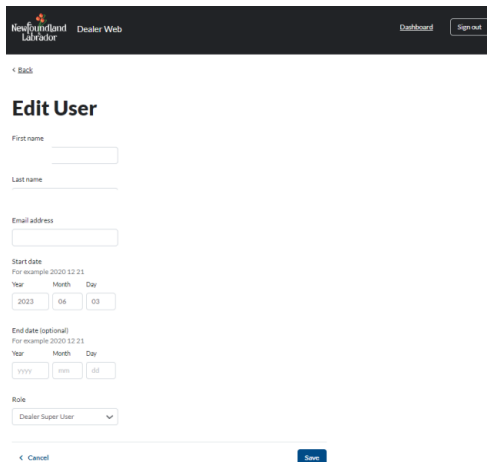 Newfoundland
Labrador
Dealer Web
Dashboard
Sign out
< Back
Edit User
First name
Last name
Email address
Start date
For example 2020 12 21
Year Month Day
2023 06 03
End date (optional)
For example 2020 12 21
Year Month Day
yyyy mm dd
Role
Dealer Super User
< Cancel
Save